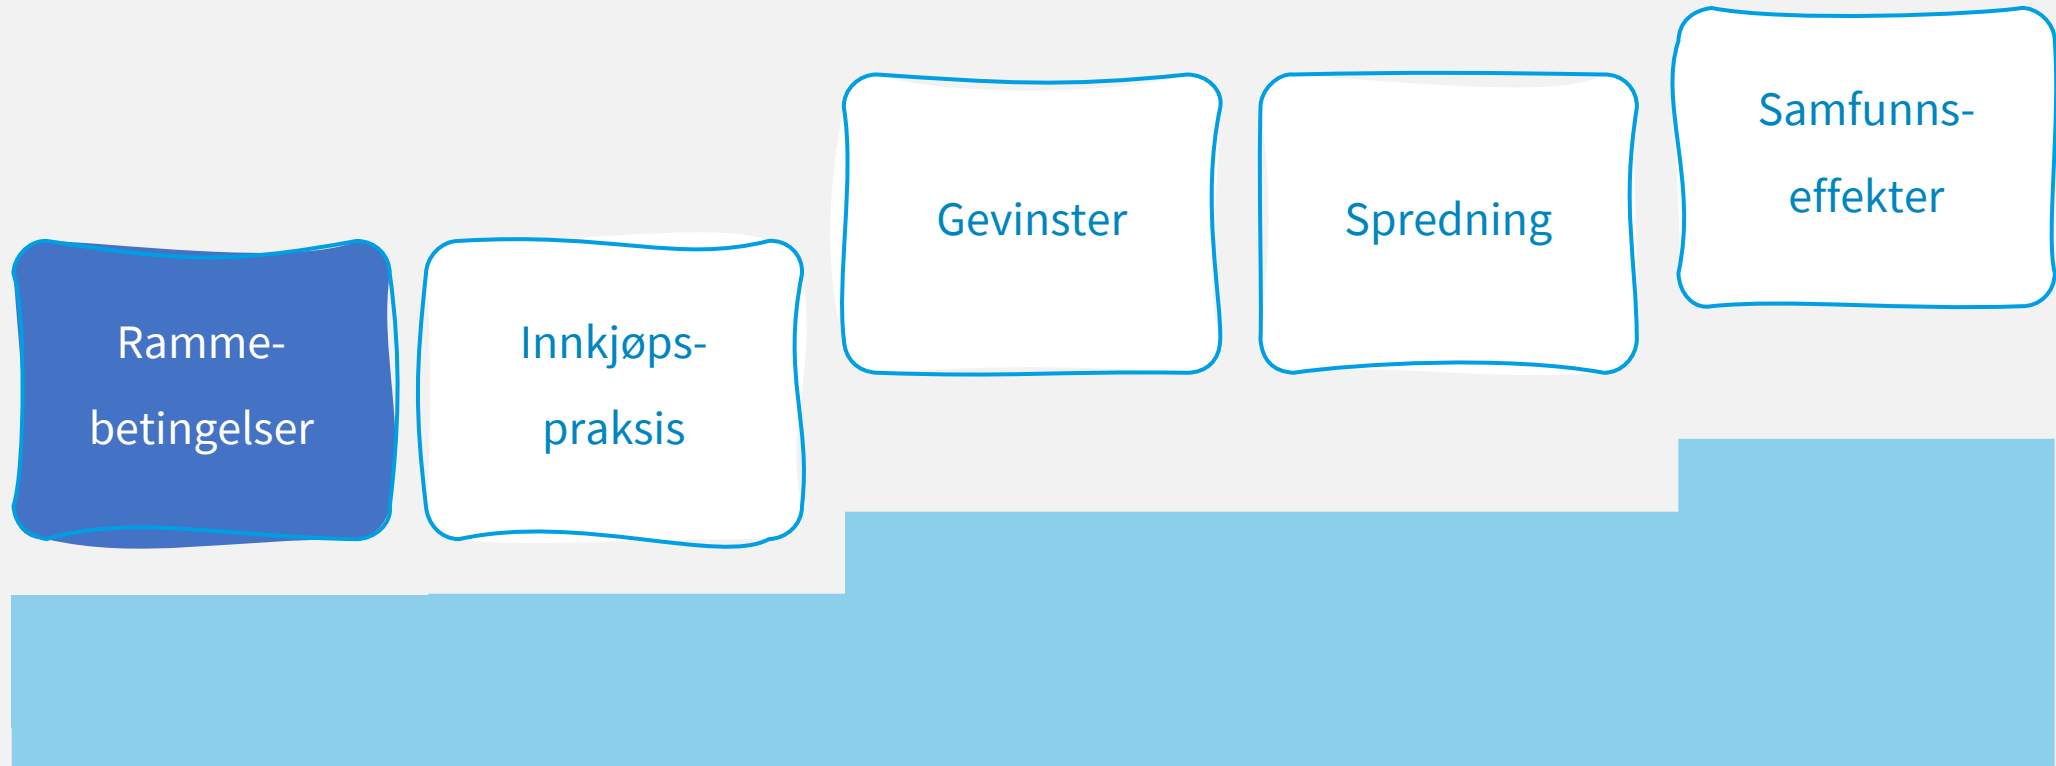 Ramme-
betingelser
Innkjøps-
praksis
Gevinster
Spredning
Samfunns-
effekter